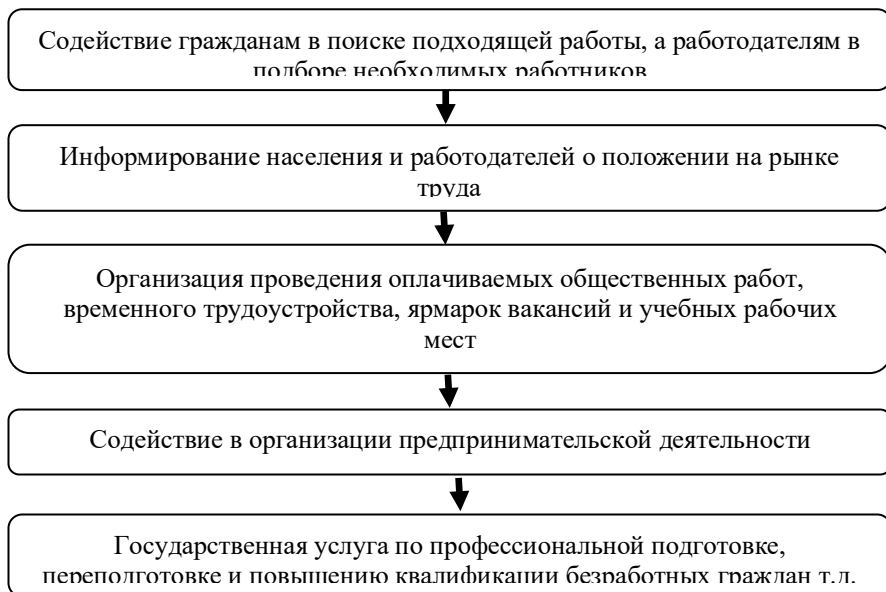 Содействие гражданам в поиске подходящей работы, а работодателям в
подборе необходимых работников
Информирование населения и работодателей о положении на рынке
труда
Организация проведения оплачиваемых общественных работ,
временного трудоустройства, ярмарок вакансий и учебных рабочих
мест
Содействие в организации предпринимательской деятельности
Государственная услуга по профессиональной подготовке,
переподготовке и повышению квалификации безработных граждан т.д.